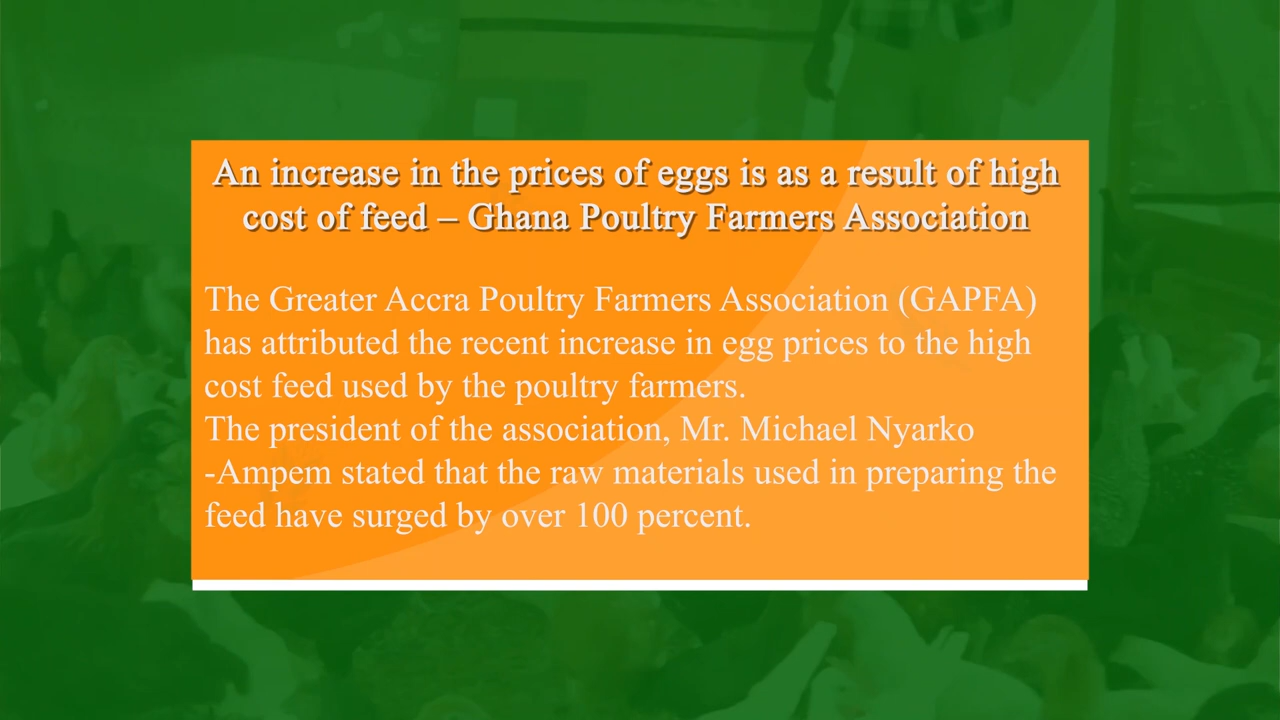 An increase in the prices of eggs is as a result of high
cost of feed – Ghana Poultry Farmers Association
The Greater Accra Poultry Farmers Association (GAPFA)
has attributed the recent increase in egg prices to the high
cost feed used by the poultry farmers.
The president of the association, Mr. Michael Nyarko
-Ampem stated that the raw materials used in preparing the
feed have surged by over 100 percent.